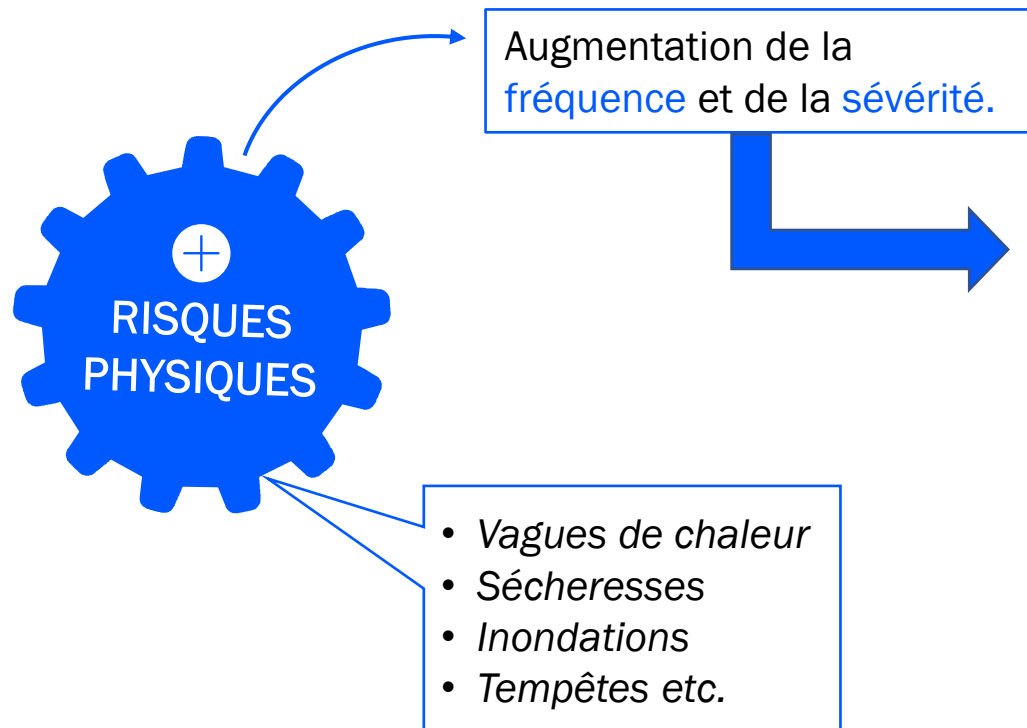 Augmentation de la
fréquence et de la sévérité.
RISQUES
PHYSIQUES
• Vagues de chaleur
• Sécheresses
• Inondations
• Tempêtes etc.